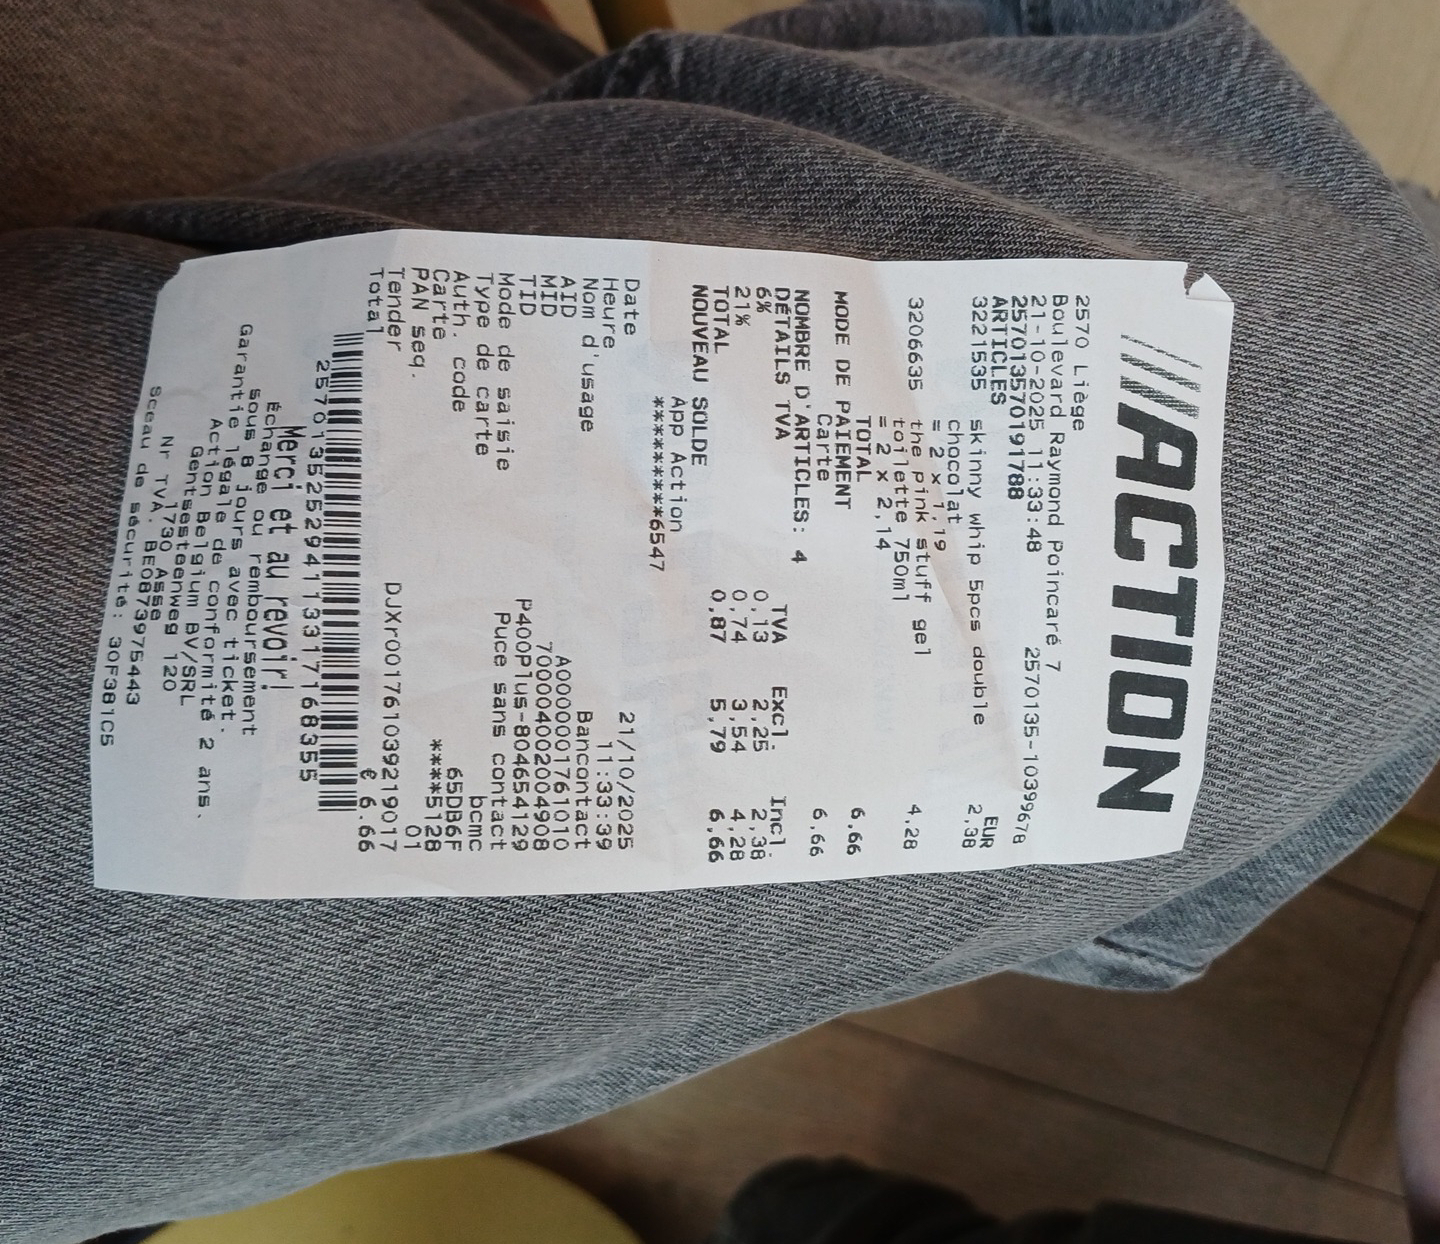 ACTION
2570 Liège
Boulevard Raymond Poincaré 7
21-10-2025 11:33:48 2570135-10399678
25701357019 1788
ARTICLES EUR
3221535 skinny whip 5pcs double 2,38
chocolat
= 2 x 1,19
3206635 the pink stuff gel 4,28
toilette 750ml
= 2 x 2,14
TOTAL 6,66
MODE DE PAIEMENT
Carte 6,66
NOMBRE D'ARTICLES: 4
DÉTAILS TVA TVA Excl. Incl.
6% 0,13 2,25 2,38
21% 0,74 3,54 4,28
TOTAL 0,87 5,79 6,66
NOUVEAU SOLDE
App Action
*********6547
Date 21/10/2025
Heure 11:33:39
Nom d'usage Bancontact
AID A0000001761010
MID 70000400200 4908
TID P400Plus-804654129
Mode de saisie Puce sans contact
Type de carte bcmc
Auth. code 65DB6F
Carte ****5128
PAN seq. 01
Tender DJXr001761039219017
Total € 6.66
2570135252941133171 68355
Merci et au revoir!
Échange ou remboursement
sous 8 jours avec ticket.
Garantie légale de conformité 2 ans.
Action Belgium BV/SRL
Gentsesteenweg 120
1730 Asse
Nr TVA. BE0873975443
Sceau de sécurité: 30F381C5